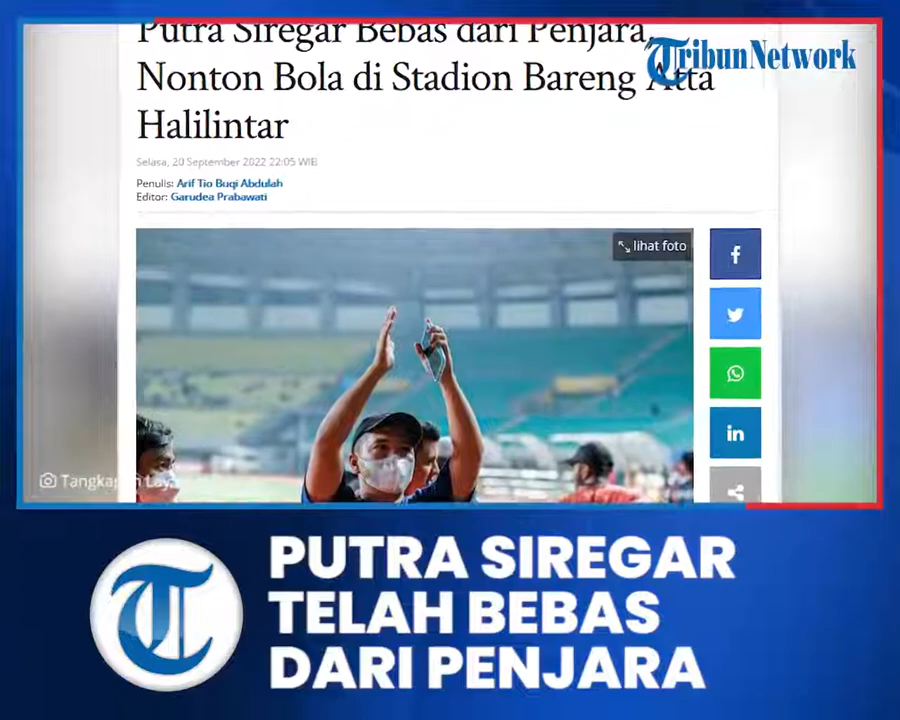 Putra Siregar Bebas dari Penjara,
TribunNetwork
Nonton Bola di Stadion Bareng Atta
Halilintar
Selasa, 20 September 2022 22:05 WIB
Penulis: Arif Tio Buqi Abdulah
Editor: Garudea Prabawati
lihat foto
f
in
T
PUTRA SIREGAR
TELAH BEBAS
DARI PENJARA